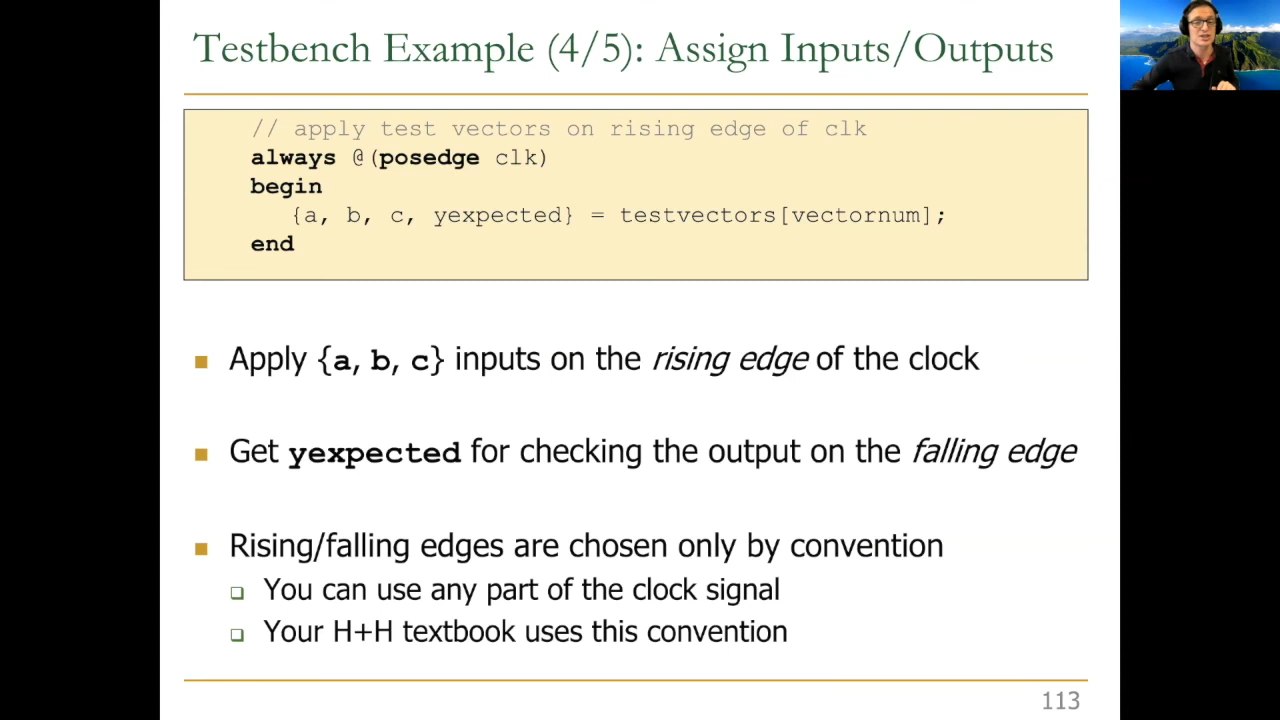 Testbench Example (4/5): Assign Inputs/Outputs
// apply test vectors on rising edge of clk
always @(posedge clk)
begin
{a, b, c, yexpected} = testvectors[vectornum];
end
Apply {a, b, c} inputs on the rising edge of the clock
Get yexpected for checking the output on the falling edge
Rising/falling edges are chosen only by convention
You can use any part of the clock signal
Your H+H textbook uses this convention
113